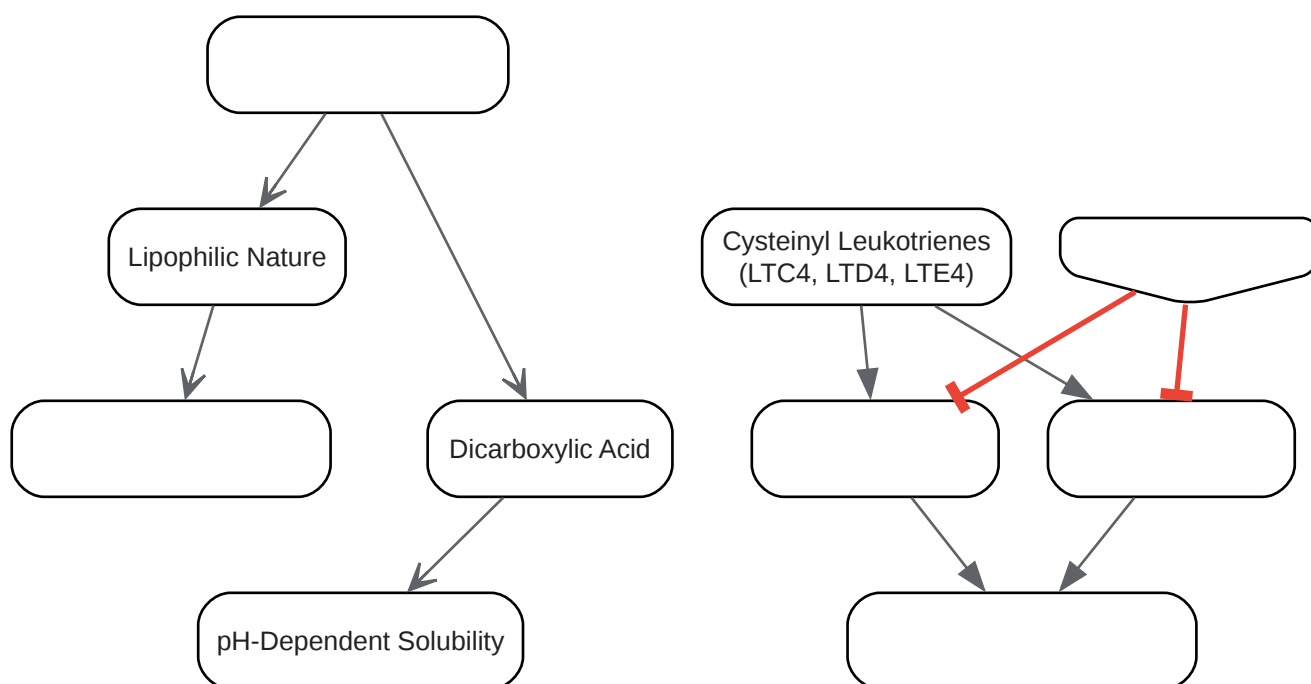 Lipophilic Nature
Cysteinyl Leukotrienes
(LTC4, LTD4, LTE4)
Dicarboxylic Acid
pH-Dependent Solubility